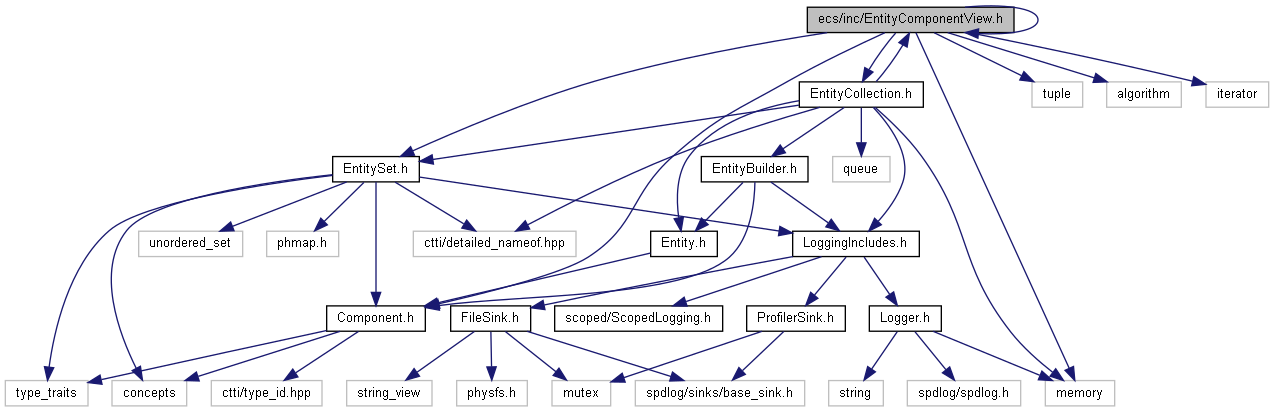 ecs/inc/EntityComponentView.h
EntityCollection.h
tuple
algorithm
iterator
EntitySet.h
EntityBuilder.h
queue
unordered_set
phmap.h
ctti/detailed_nameof.hpp
Entity.h
LoggingIncludes.h
Component.h
FileSink.h
scoped/ScopedLogging.h
ProfilerSink.h
Logger.h
type_traits
concepts
ctti/type_id.hpp
string_view
physfs.h
mutex
spdlog/sinks/base_sink.h
string
spdlog/spdlog.h
memory